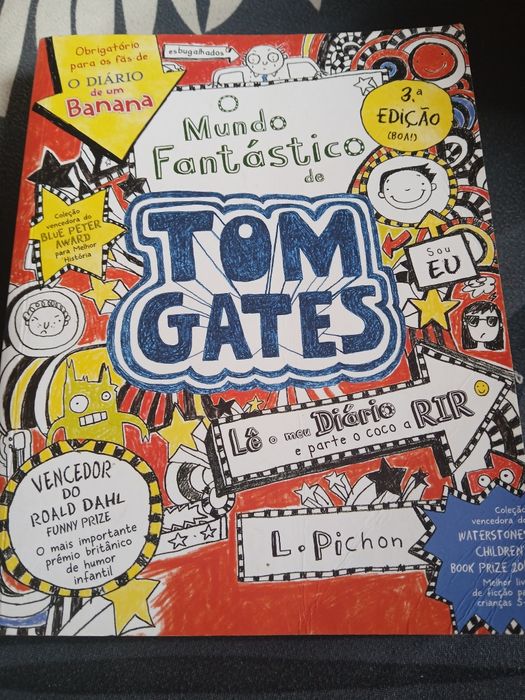 Obrigatório
para os fãs de
O DIÁRIO
de um
Banana
esbugalhados
O
Mundo
Fantástico
de
3.ª
EDIÇÃO
(BOA!)
Coleção
vencedora do
BLUE PETER
AWARD
para Melhor
História
TOM
GATES
Sou
EU
Lê o meu Diário
e parte o coco a RIR
VENCEDOR
DO
ROALD DAHL
FUNNY PRIZE
O mais importante
prémio britânico
de humor
infantil
L. Pichon
Coleção
vencedora do
WATERSTONES
CHILDREN'
BOOK PRIZE
Melhor
de ficção
crianças